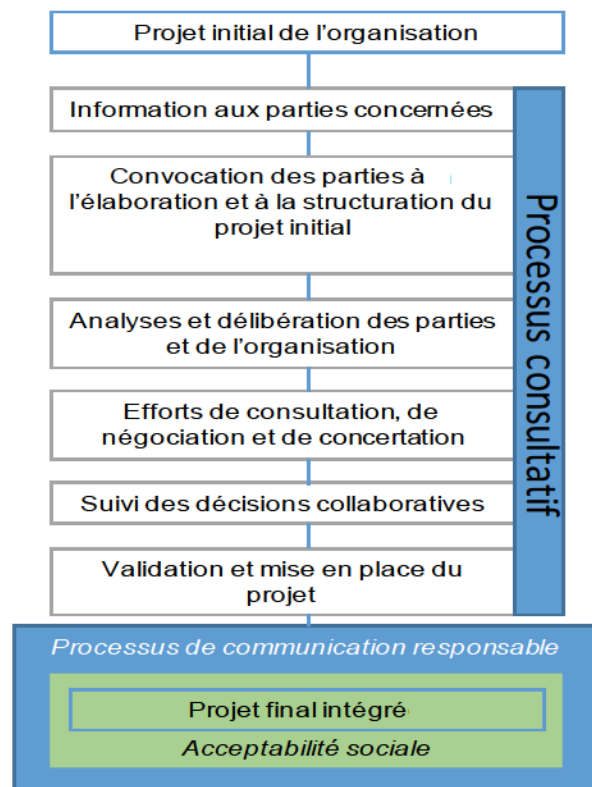 Projet initial de l'organisation
Information aux parties concernées
Convocation des parties à
l'élaboration et à la structuration du
projet initial
Analyses et délibération des parties
et de l'organisation
Efforts de consultation, de
négociation et de concertation
Suivi des décisions collaboratives
Validation et mise en place du
projet
Processus consultatif
Processus de communication responsable
Projet final intégré
Acceptabilité sociale